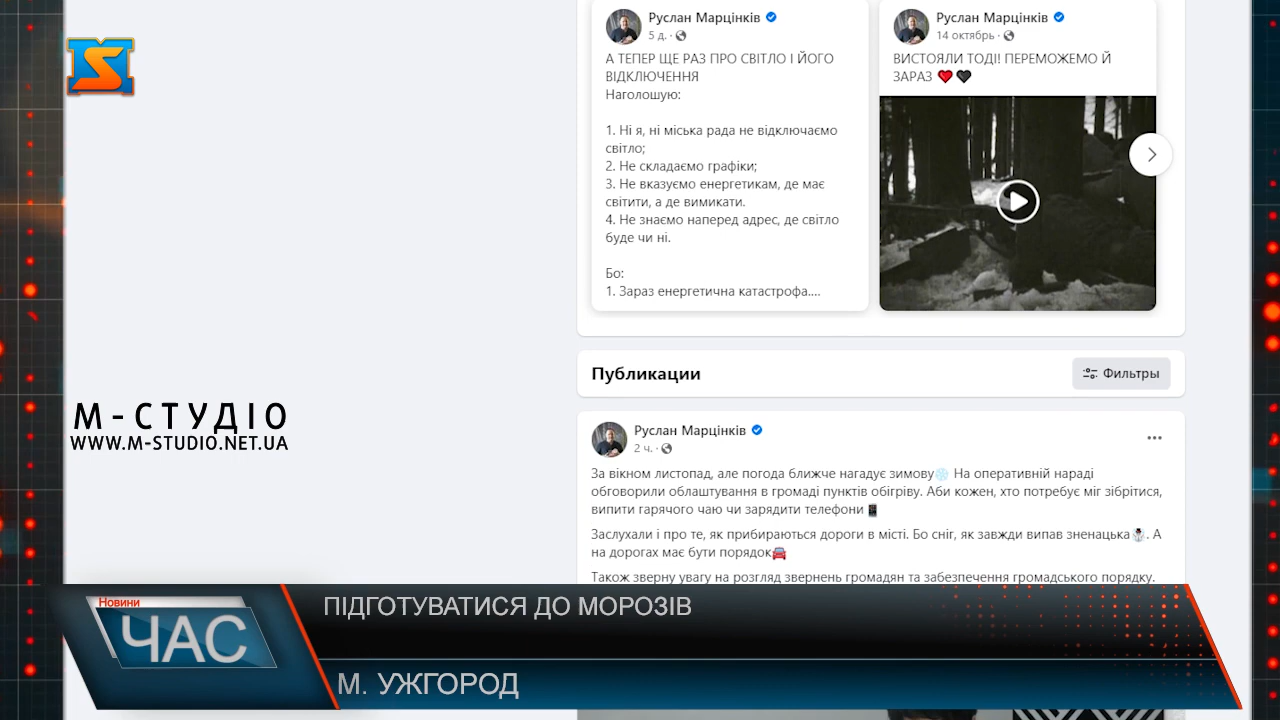 Руслан Марцінків
5 д. ·
А ТЕПЕР ЩЕ РАЗ ПРО СВІТЛО І ЙОГО
ВІДКЛЮЧЕННЯ
Наголошую:
1. Ні я, ні міська рада не відключаємо
світло;
2. Не складаємо графіки;
3. Не вказуємо енергетикам, де має
світити, а де вимикати.
4. Не знаємо наперед адрес, де світло
буде чи ні.
Бо:
1. Зараз енергетична катастрофа....
Руслан Марцінків
14 октябрь ·
ВИСТОЯЛИ ТОДІ! ПЕРЕМОЖЕМО Й
ЗАРАЗ ❤️🖤
Публикации
Фильтры
Руслан Марцінків
2 ч. ·
За вікном листопад, але погода ближче нагадує зимову❄️ На оперативній нараді
обговорили облаштування в громаді пунктів обігріву. Аби кожен, хто потребує міг зібрітися,
випити гарячого чаю чи зарядити телефони📱
Заслухали і про те, як прибираються дороги в місті. Бо сніг, як завжди випав зненацька☃️. А
на дорогах має бути порядок🚘
Також зверну увагу на розгляд звернень громадян та забезпечення громадського порядку.
М-СТУДІО
WWW.M-STUDIO.NET.UA
Новини
ЧАС
ПІДГОТУВАТИСЯ ДО МОРОЗІВ
М. УЖГОРОД